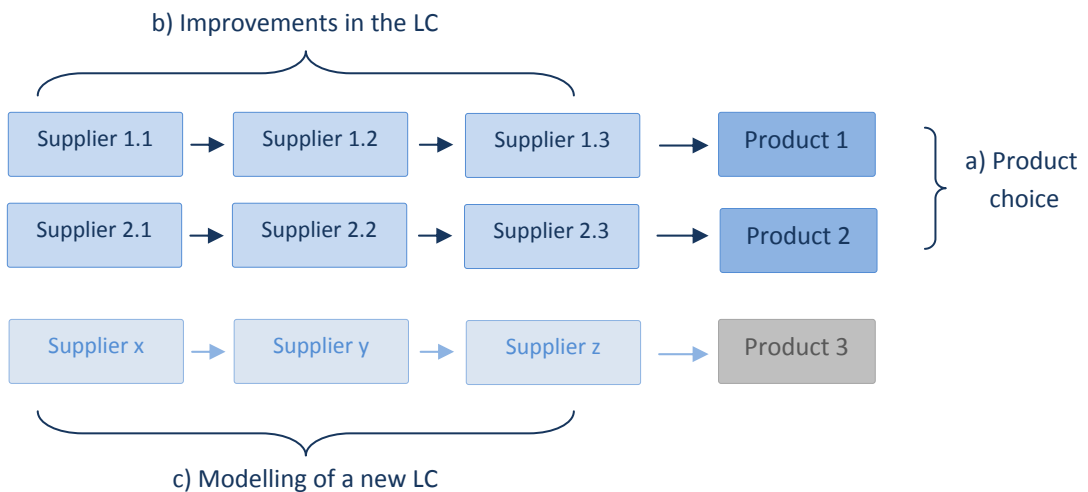 b) Improvements in the LC
Supplier 1.1
Supplier 1.2
Supplier 1.3
Product 1
a) Product
choice
Supplier 2.1
Supplier 2.2
Supplier 2.3
Product 2
Supplier x
Supplier y
Supplier z
Product 3
c) Modelling of a new LC